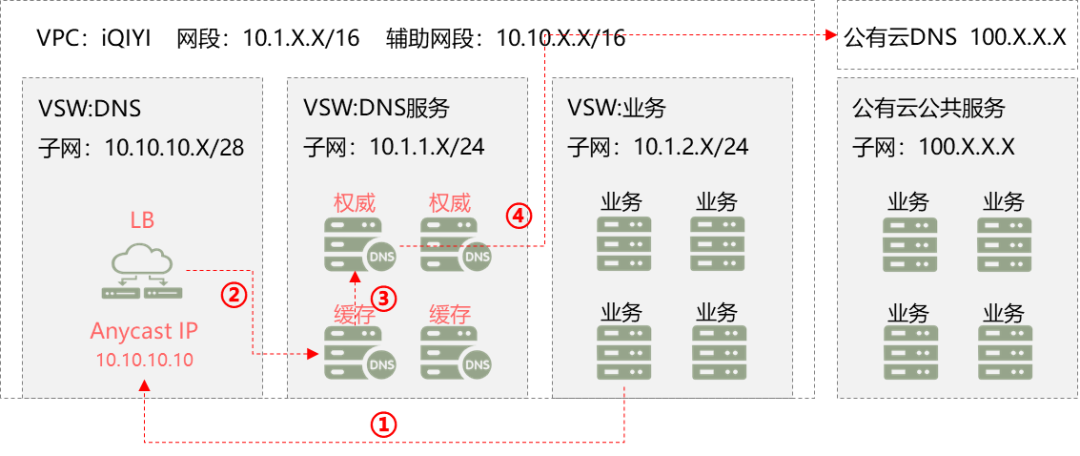 VPC：iQIYI 网段：10.1.X.X/16 辅助网段：10.10.X.X/16
公有云DNS 100.X.X.X
VSW:DNS
子网：10.10.10.X/28
LB
Anycast IP
10.10.10.10
②
VSW:DNS服务
子网：10.1.1.X/24
权威 权威
DNS DNS
③
缓存 缓存
DNS DNS
④
VSW:业务
子网：10.1.2.X/24
业务 业务
业务 业务
①
公有云公共服务
子网：100.X.X.X
业务 业务
业务 业务